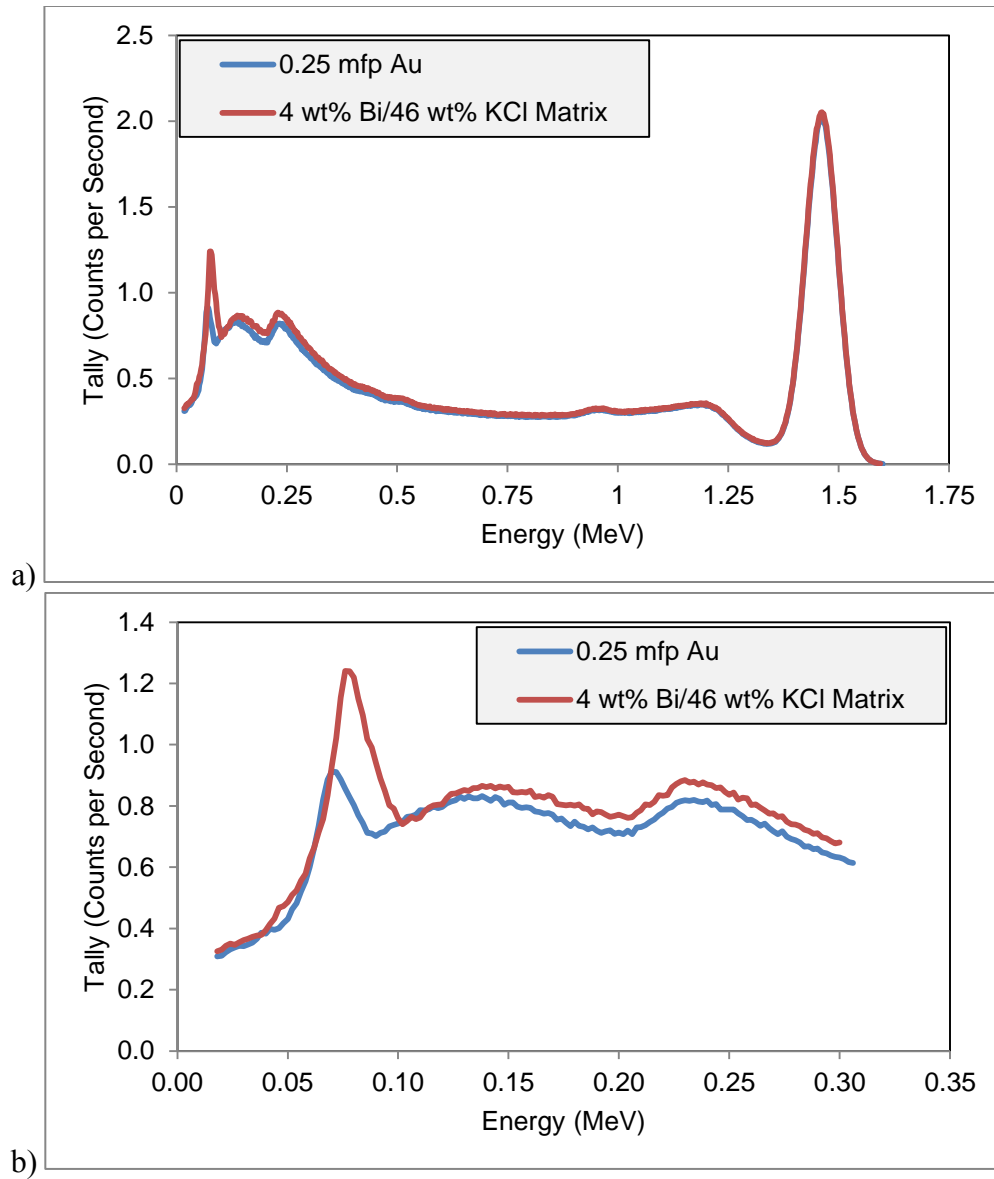 2.5
0.25 mfp Au
4 wt% Bi/46 wt% KCl Matrix
2.0
1.5
1.0
0.5
0.0
Tally (Counts per Second)
0 0.25 0.5 0.75 1 1.25 1.5 1.75
Energy (MeV)
a)
1.4
0.25 mfp Au
4 wt% Bi/46 wt% KCl Matrix
1.2
1.0
0.8
0.6
0.4
0.2
0.0
Tally (Counts per Second)
0.00 0.05 0.10 0.15 0.20 0.25 0.30 0.35
Energy (MeV)
b)